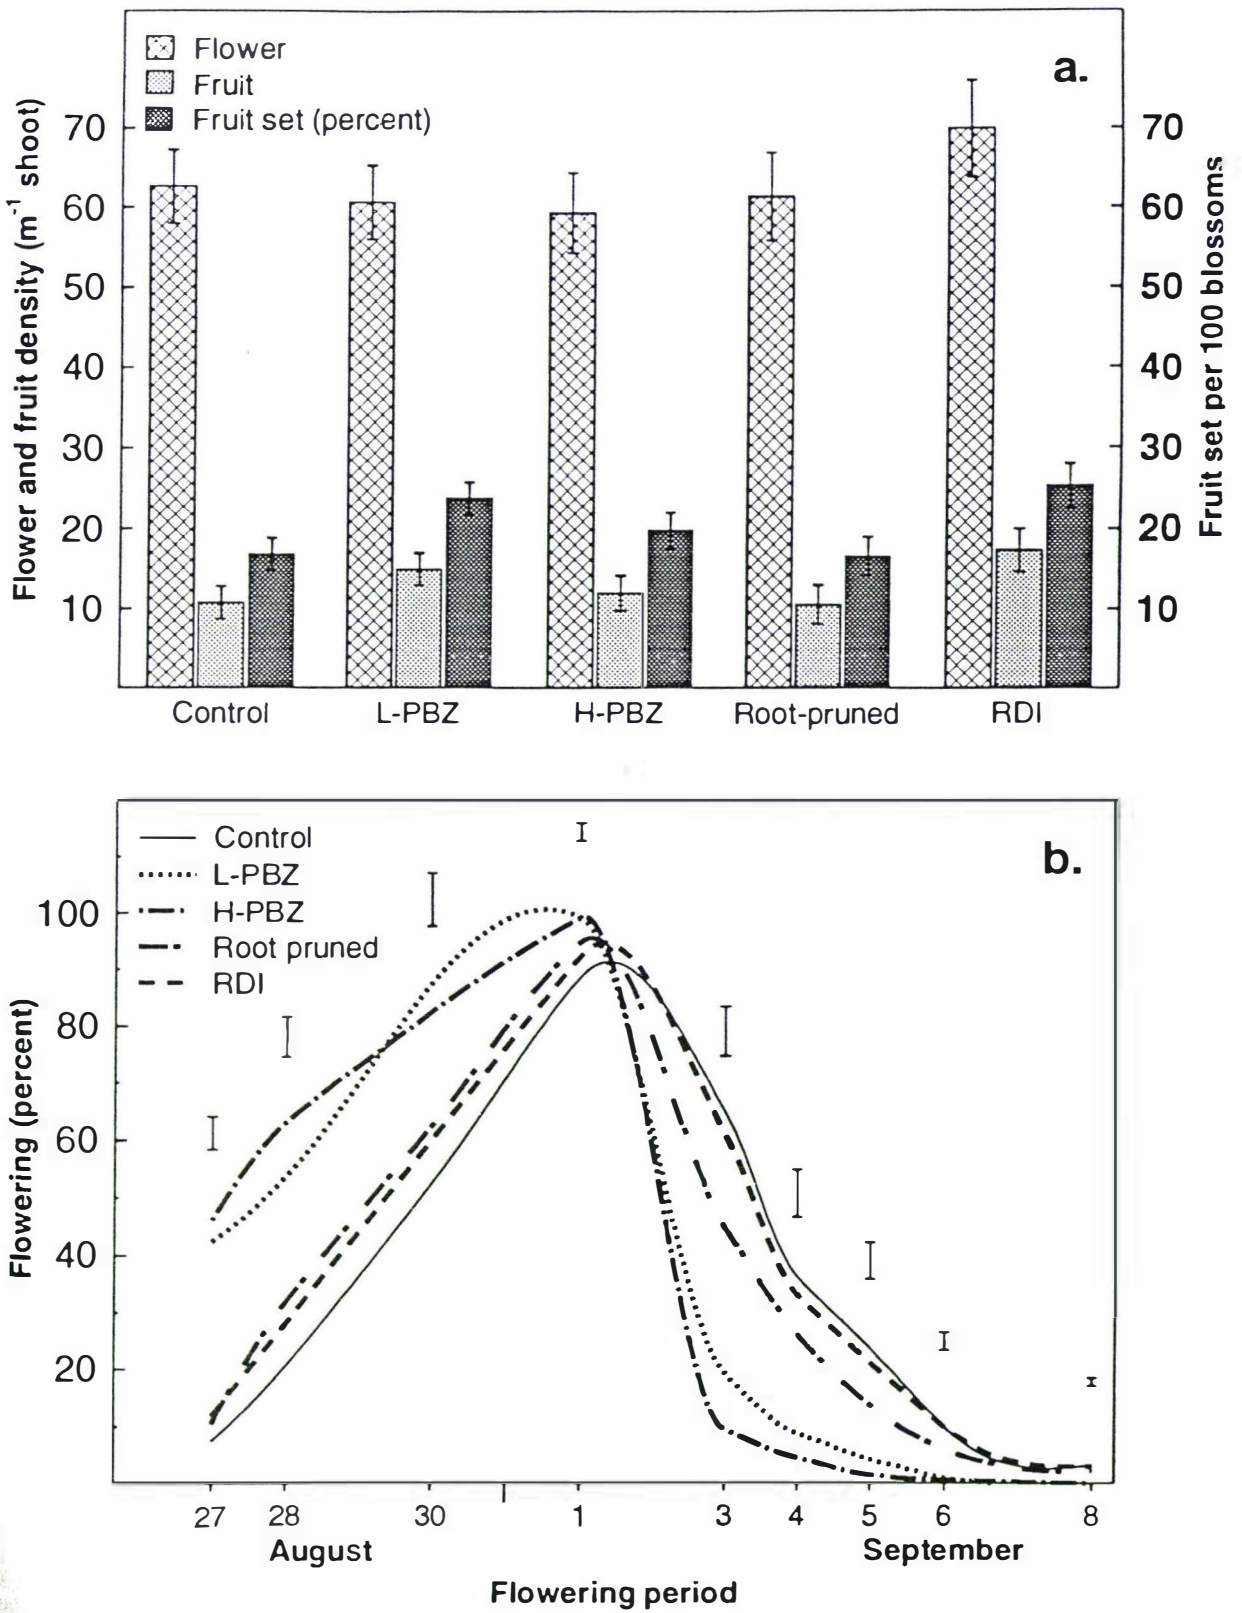 a.
Flower
Fruit
Fruit set (percent)
Flower and fruit density (m⁻¹ shoot)
70
60
50
40
30
20
10
70
60
50
40
30
20
10
Fruit set per 100 blossoms
Control L-PBZ H-PBZ Root-pruned RDI
b.
Control
L-PBZ
H-PBZ
Root pruned
RDI
Flowering (percent)
100
80
60
40
20
27 28 30 1 3 4 5 6 8
August September
Flowering period